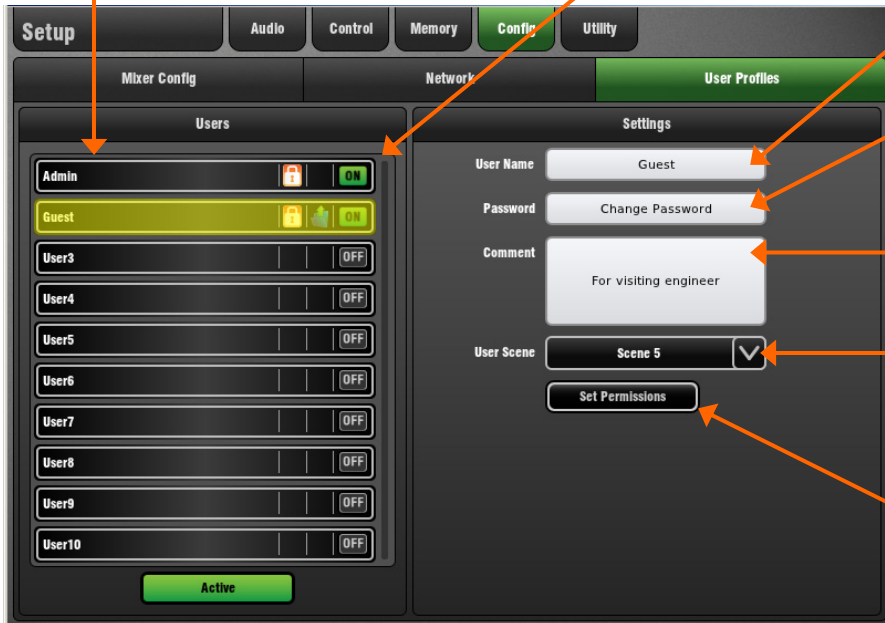 Setup
Audio
Control
Memory
Config
Utility
Mixer Config
Network
User Profiles
Users
Admin
ON
Guest
ON
User3
OFF
User4
OFF
User5
OFF
User6
OFF
User7
OFF
User8
OFF
User9
OFF
User10
OFF
Active
Settings
User Name
Guest
Password
Change Password
Comment
For visiting engineer
User Scene
Scene 5
Set Permissions